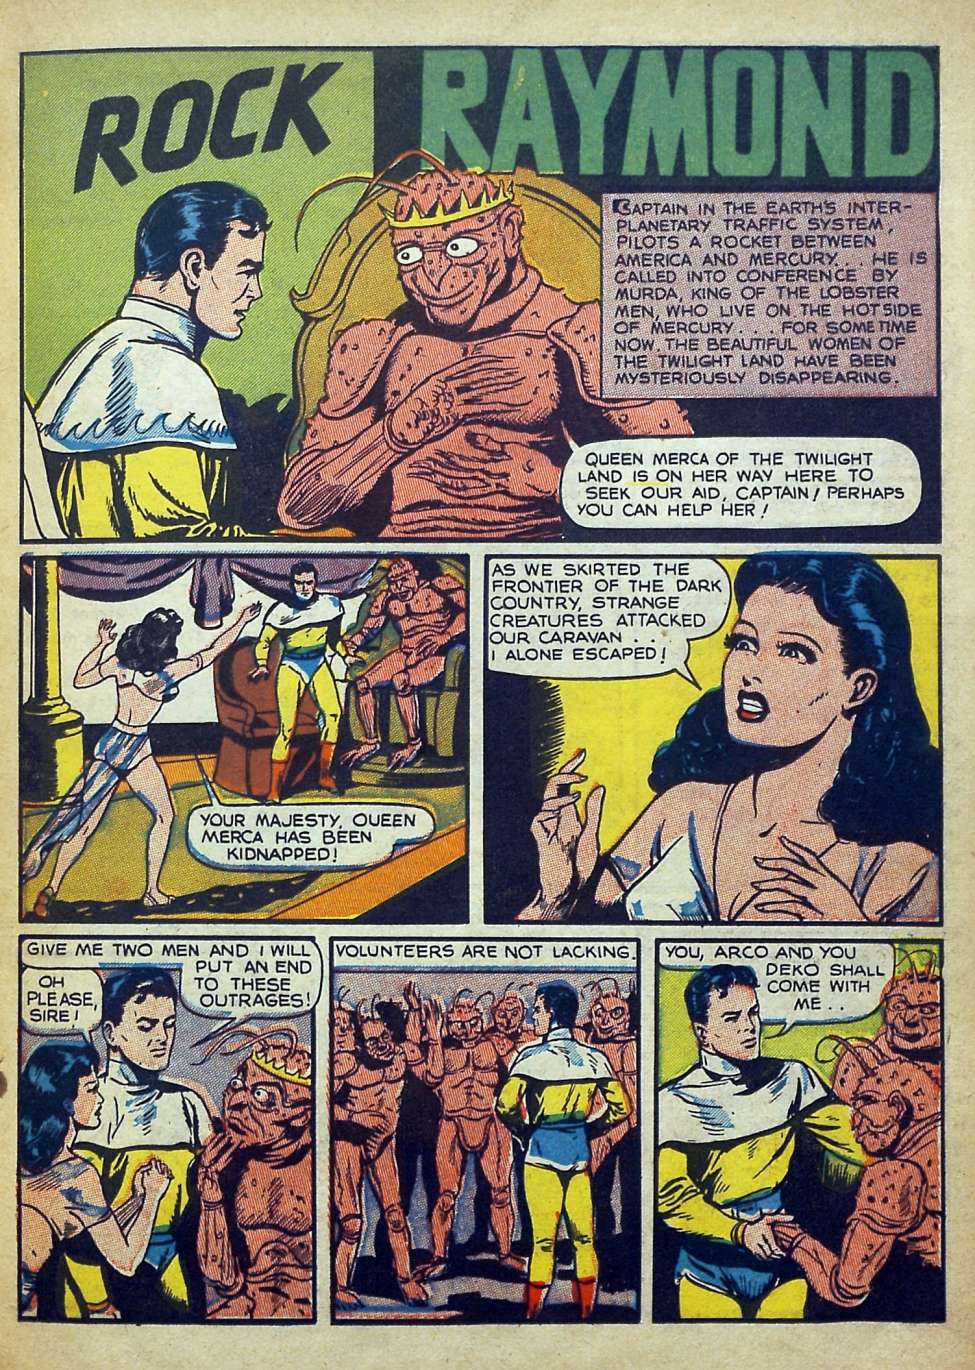 ROCK RAYMOND
CAPTAIN IN THE EARTH'S INTER-
PLANETARY TRAFFIC SYSTEM,
PILOTS A ROCKET BETWEEN
AMERICA AND MERCURY... HE IS
CALLED INTO CONFERENCE BY
MURDA, KING OF THE LOBSTER
MEN, WHO LIVE ON THE HOT SIDE
OF MERCURY.... FOR SOME TIME
NOW, THE BEAUTIFUL WOMEN OF
THE TWILIGHT LAND HAVE BEEN
MYSTERIOUSLY DISAPPEARING.
QUEEN MERCA OF THE TWILIGHT
LAND IS ON HER WAY HERE TO
SEEK OUR AID, CAPTAIN! PERHAPS
YOU CAN HELP HER!
YOUR MAJESTY, QUEEN
MERCA HAS BEEN
KIDNAPPED!
AS WE SKIRTED THE
FRONTIER OF THE DARK
COUNTRY, STRANGE
CREATURES ATTACKED
OUR CARAVAN...
I ALONE ESCAPED!
GIVE ME TWO MEN AND I WILL
PUT AN END
TO THESE
OUTRAGES!
OH
PLEASE,
SIRE!
VOLUNTEERS ARE NOT LACKING.
YOU, ARCO AND YOU
DEKO SHALL
COME WITH
ME..